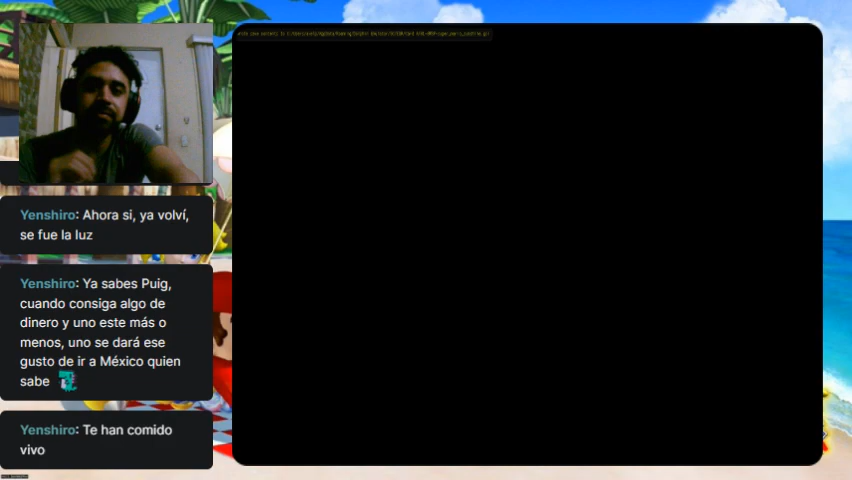 Yenshiro: Ahora si, ya volví,
se fue la luz
Yenshiro: Ya sabes Puig,
cuando consiga algo de
dinero y uno este más o
menos, uno se dará ese
gusto de ir a México quien
sabe
Yenshiro: Te han comido
vivo